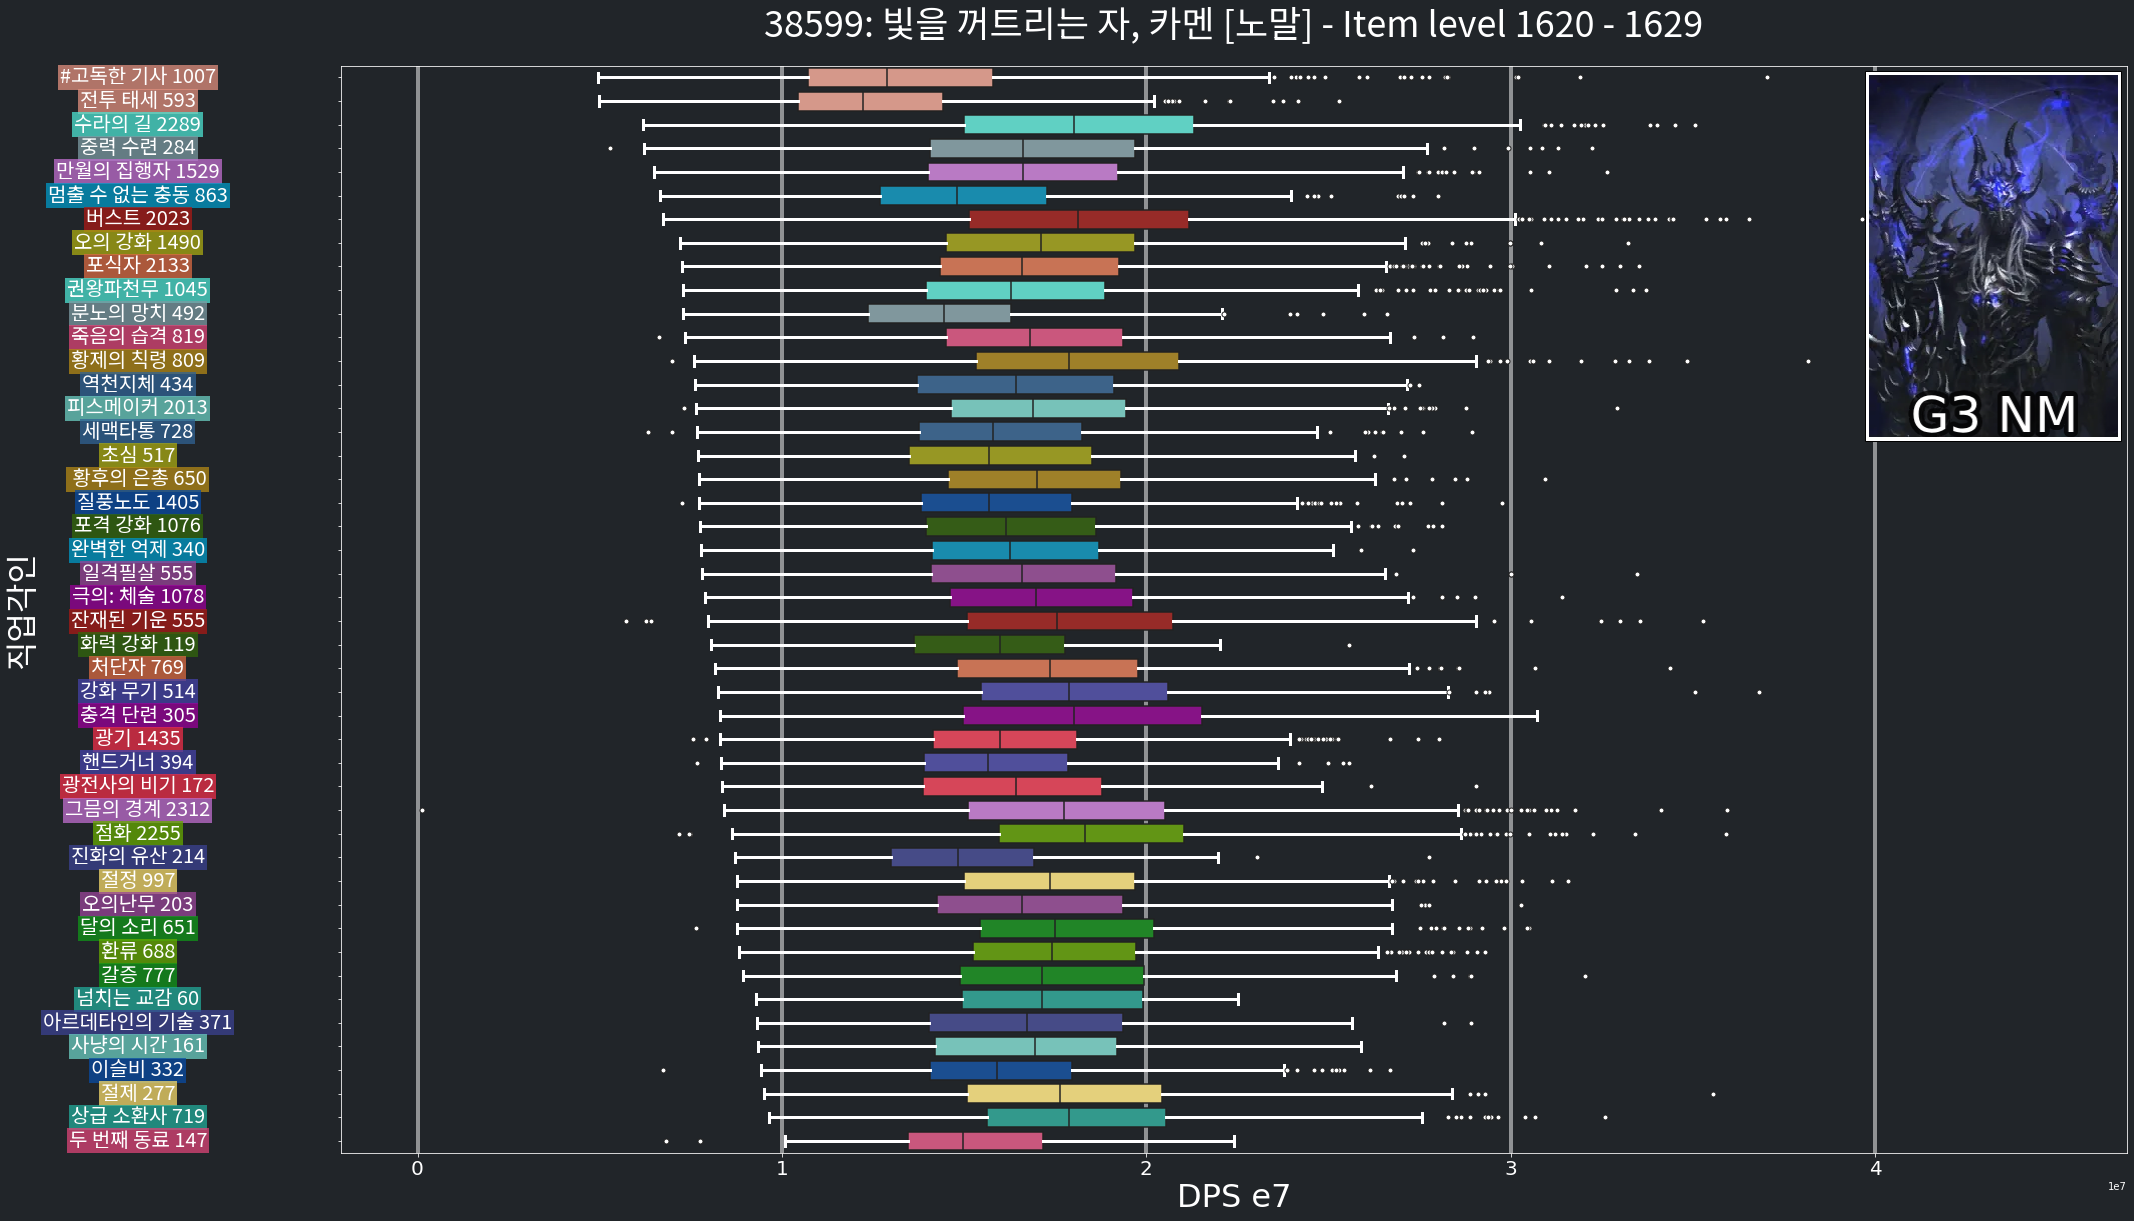 38599: 빛을 꺼트리는 자, 카멘 [노말] - Item level 1620 - 1629
#고독한 기사 1007
전투 태세 593
수라의 길 2289
중력 수련 284
만월의 집행자 1529
멈출 수 없는 충동 863
버스트 2023
오의 강화 1490
포식자 2133
권왕파천무 1045
분노의 망치 492
죽음의 습격 819
황제의 칙령 809
역천지체 434
피스메이커 2013
세맥타통 728
초심 517
황후의 은총 650
질풍노도 1405
포격 강화 1076
완벽한 억제 340
일격필살 555
극의: 체술 1078
잔재된 기운 555
화력 강화 119
처단자 769
강화 무기 514
충격 단련 305
광기 1435
핸드거너 394
광전사의 비기 172
그믐의 경계 2312
점화 2255
진화의 유산 214
절정 997
오의난무 203
달의 소리 651
환류 688
갈증 777
넘치는 교감 60
아르데타인의 기술 371
사냥의 시간 161
이슬비 332
절제 277
상급 소환사 719
두 번째 동료 147
직업각인
G3 NM
0 1 2 3 4
DPS e7
1e7